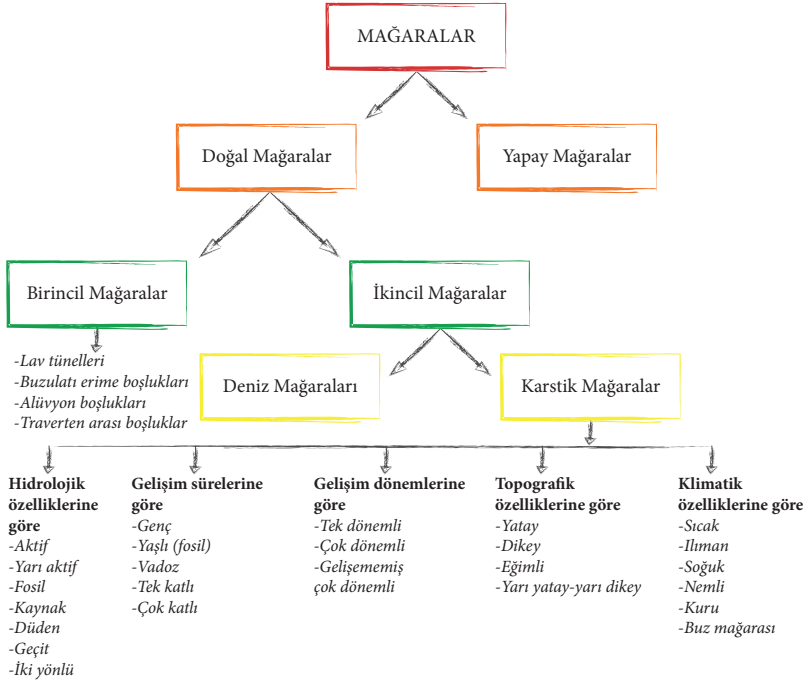 MAĞARALAR
Doğal Mağaralar
Yapay Mağaralar
Birincil Mağaralar
İkincil Mağaralar
-Lav tünelleri
-Buzulatı erime boşlukları
-Alüvyon boşlukları
-Traverten arası boşluklar
Deniz Mağaraları
Karstik Mağaralar
Hidrolojik
özelliklerine
göre
-Aktif
-Yarı aktif
-Fosil
-Kaynak
-Düden
-Geçit
-İki yönlü
Gelişim sürelerine
göre
-Genç
-Yaşlı (fosil)
-Vadoz
-Tek katlı
-Çok katlı
Gelişim dönemlerine
göre
-Tek dönemli
-Çok dönemli
-Gelişememiş
çok dönemli
Topografik
özelliklerine göre
-Yatay
-Dikey
-Eğimli
-Yarı yatay-yarı dikey
Klimatik
özelliklerine göre
-Sıcak
-Ilıman
-Soğuk
-Nemli
-Kuru
-Buz mağarası